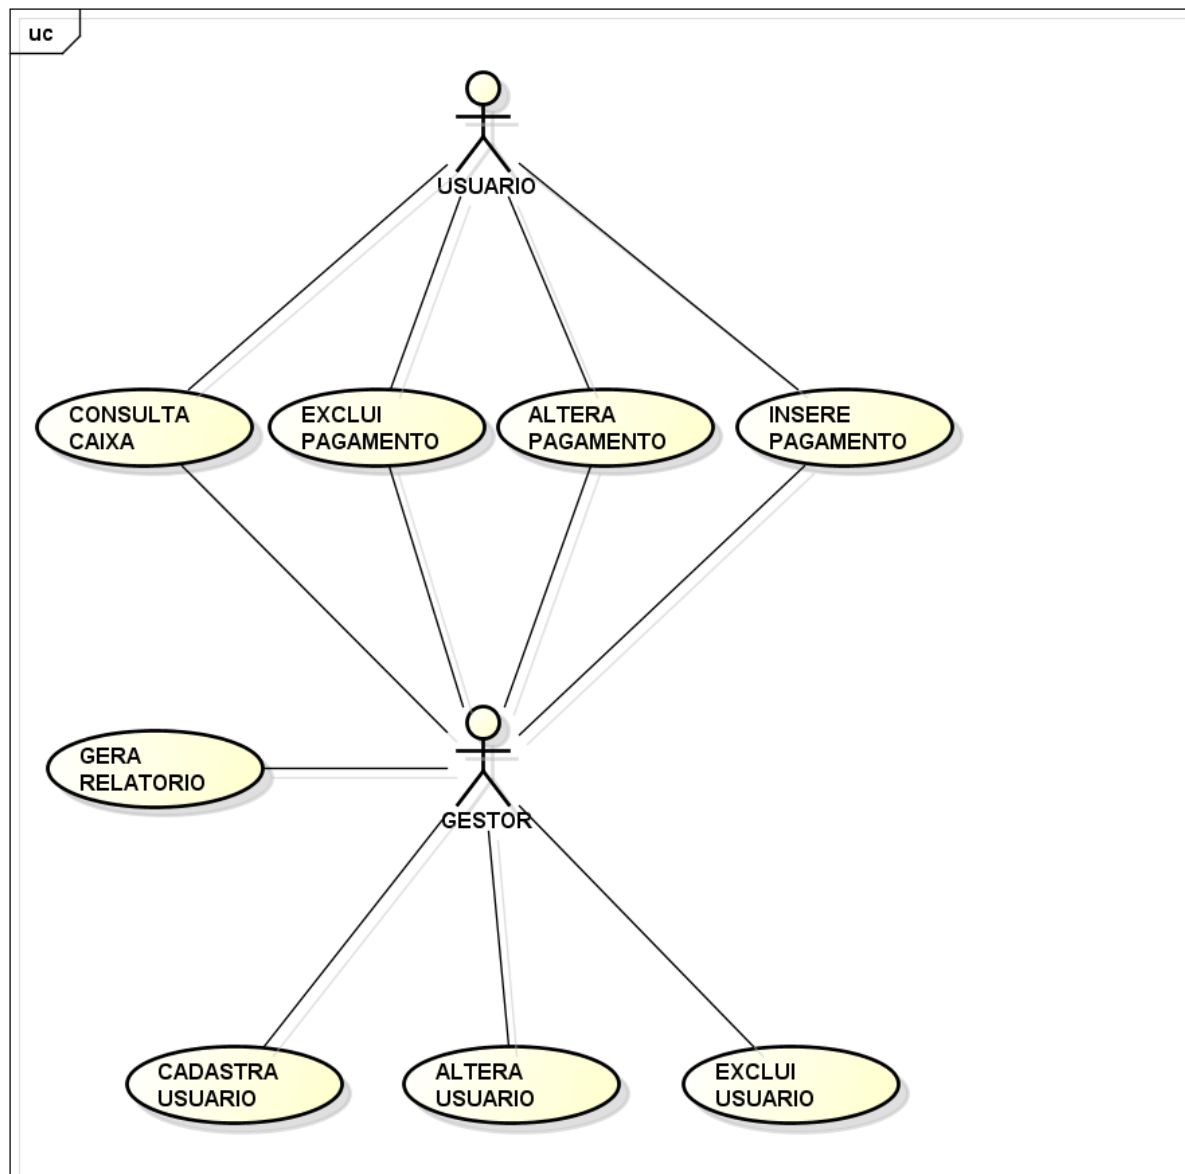 uc
USUARIO
CONSULTA
CAIXA
EXCLUI
PAGAMENTO
ALTERA
PAGAMENTO
INSERE
PAGAMENTO
GERA
RELATORIO
GESTOR
CADASTRA
USUARIO
ALTERA
USUARIO
EXCLUI
USUARIO